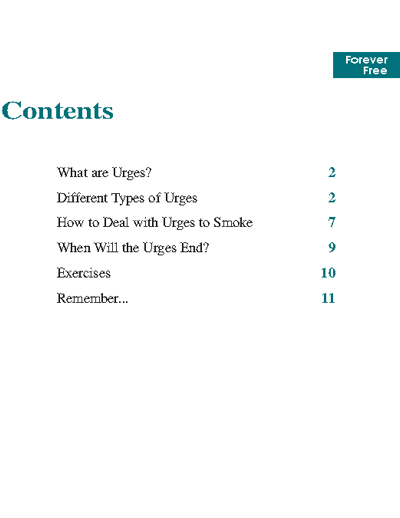 Forever
Free
Contents
What are Urges? 2
Different Types of Urges 2
How to Deal with Urges to Smoke 7
When Will the Urges End? 9
Exercises 10
Remember... 11